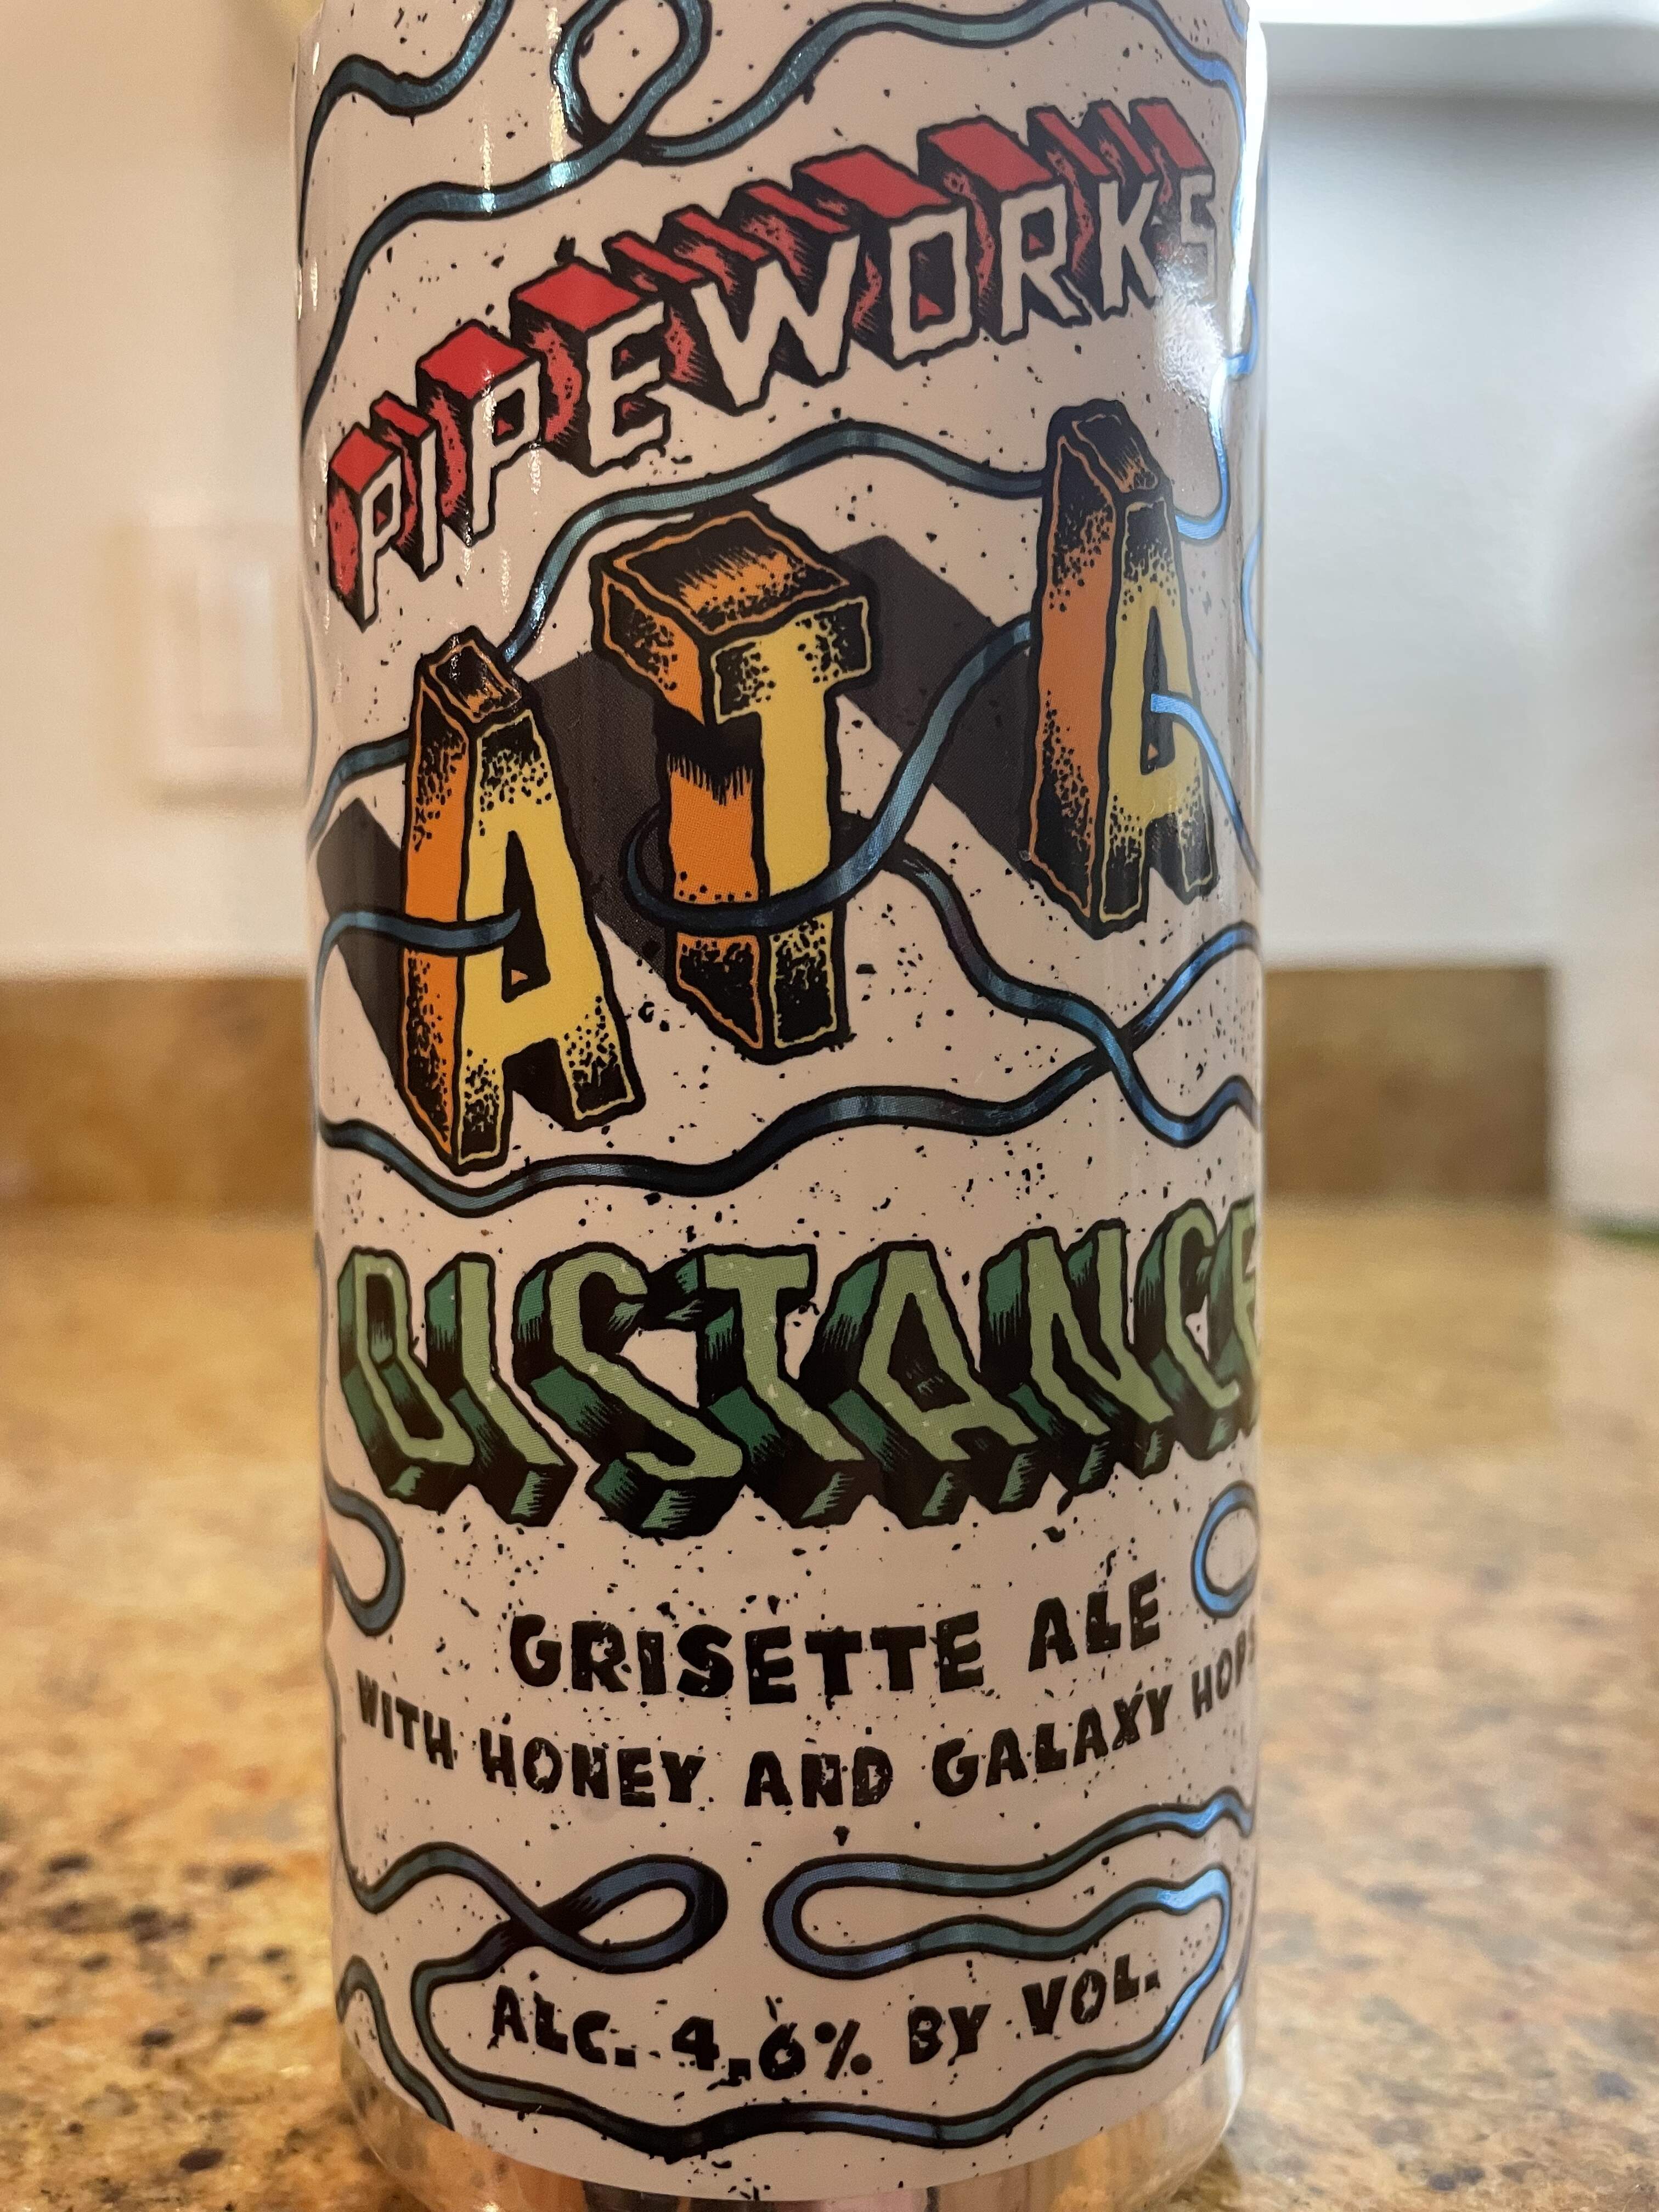 PIPEWORKS
AT A
DISTANCE
GRISETTE ALE
WITH HONEY AND GALAXY HOPS
ALC. 4.6% BY VOL.